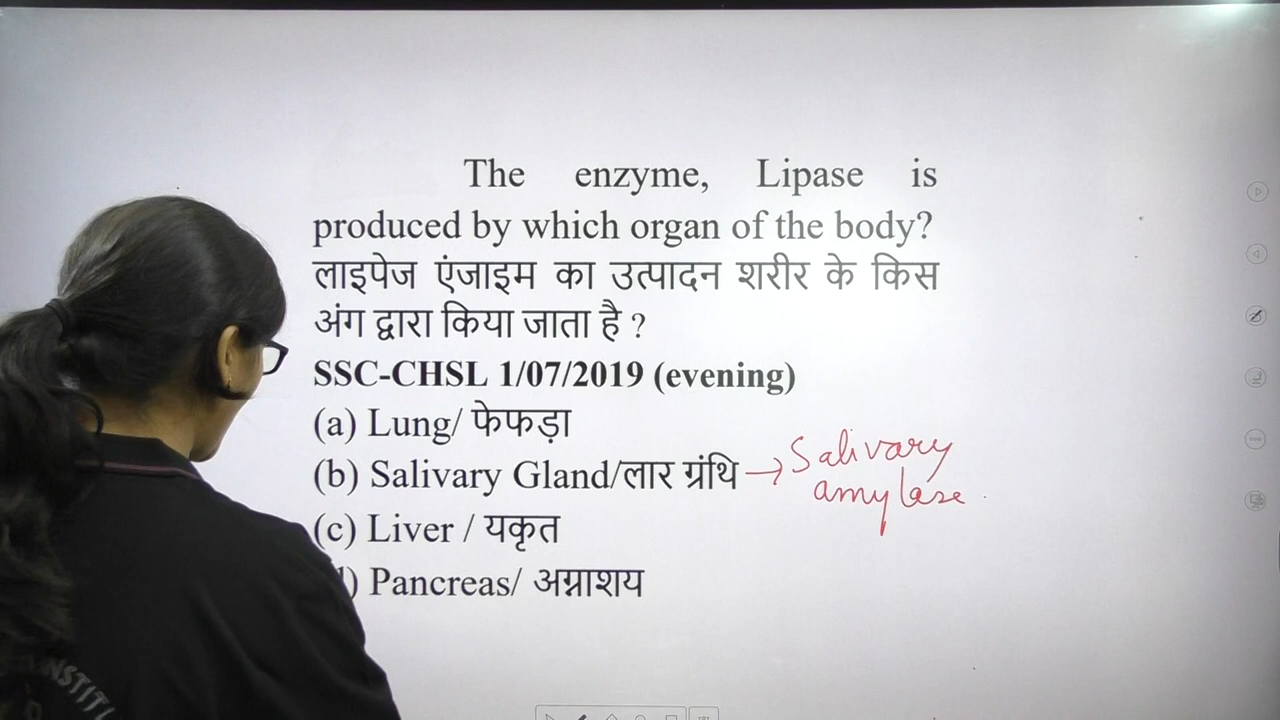 The enzyme, Lipase is
produced by which organ of the body?
लाइपेज एंजाइम का उत्पादन शरीर के किस
अंग द्वारा किया जाता है ?
SSC-CHSL 1/07/2019 (evening)
(a) Lung/ फेफड़ा
(b) Salivary Gland/लार ग्रंथि → Salivary
amylase
(c) Liver / यकृत
) Pancreas/ अग्नाशय